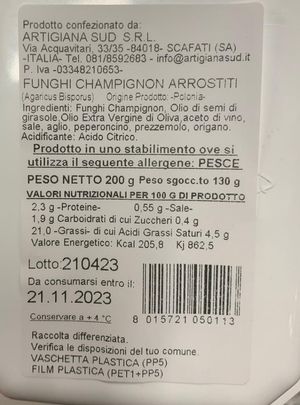 Prodotto confezionato da:
ARTIGIANA SUD S.R.L.
Via Acquavitari, 33/35 -84018- SCAFATI (SA)
-ITALIA- Tel. 081/8592683 - info@artigianasud.it
P. Iva -03348210653-
FUNGHI CHAMPIGNON ARROSTITI
(Agaricus Bisporus) Origine Prodotto: -Polonia-
Ingredienti: Funghi Champignon, Olio di semi di
girasole,Olio Extra Vergine di Oliva,aceto di vino,
sale, aglio, peperoncino, prezzemolo, origano.
Acidificante: Acido Citrico.
Prodotto in uno stabilimento ove si
utilizza il seguente allergene: PESCE
PESO NETTO 200 g Peso sgocc.to 130 g
VALORI NUTRIZIONALI PER 100 G DI PRODOTTO
2,3 g -Proteine- 0,55 g -Sale-
1,9 g Carboidrati di cui Zuccheri 0,4 g
21,0 -Grassi- di cui Acidi Grassi Saturi 4,5 g
Valore Energetico: Kcal 205,8 Kj 862,5
Lotto:210423
Da consumarsi entro il:
21.11.2023
Conservare a + 4 °C
8 015721 050113
Raccolta differenziata.
Verifica le disposizioni del tuo comune.
VASCHETTA PLASTICA (PP5)
FILM PLASTICA (PET1+PP5)